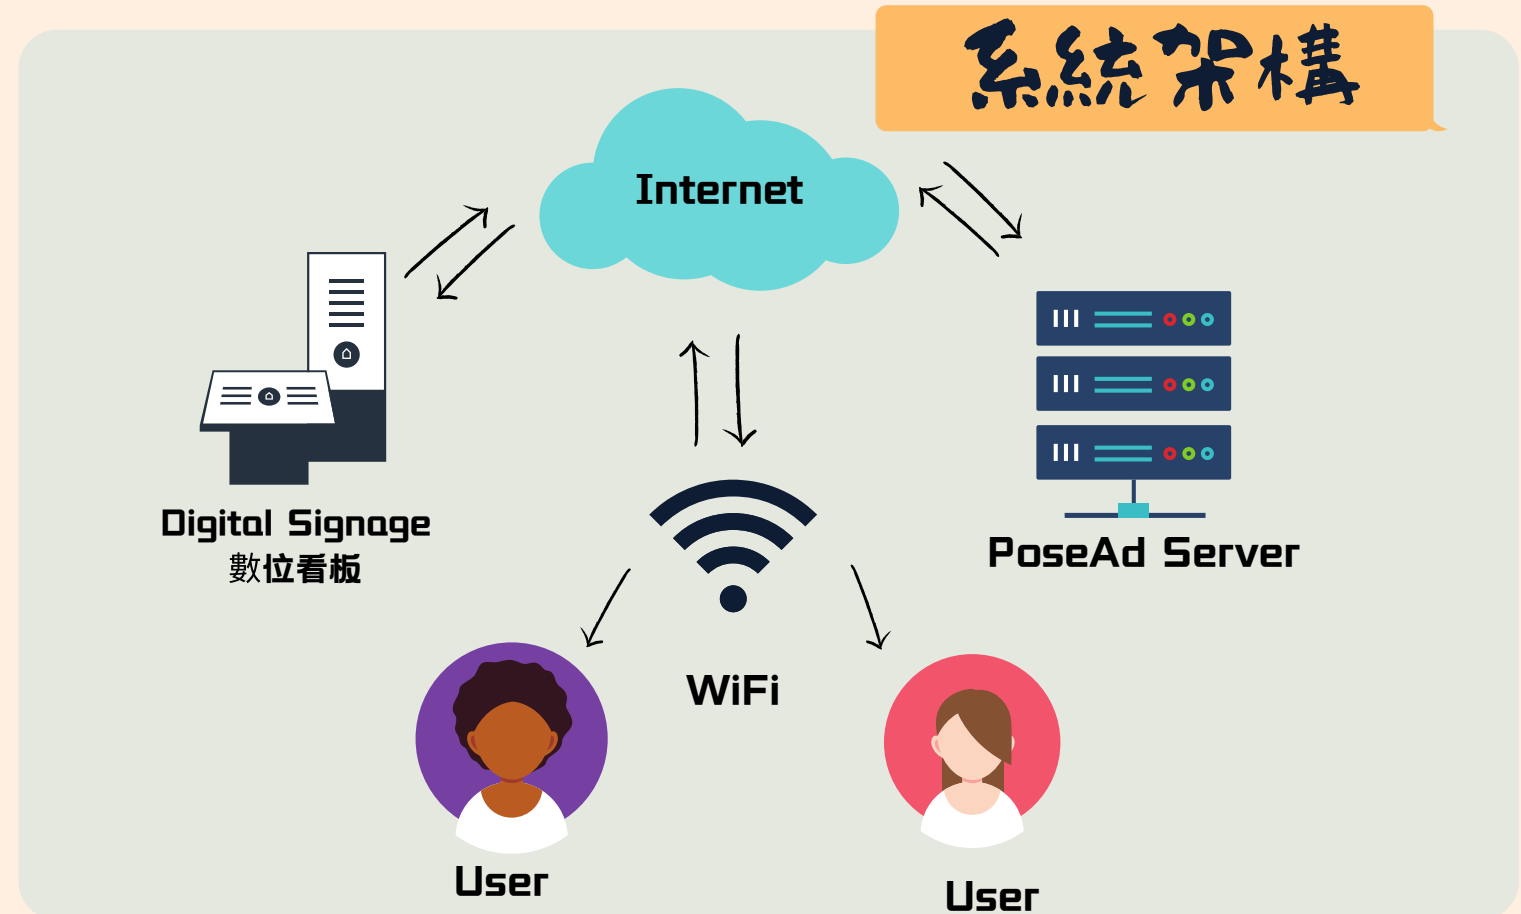 系統架構
Internet
Digital Signage
數位看板
PoseAd Server
WiFi
User
User